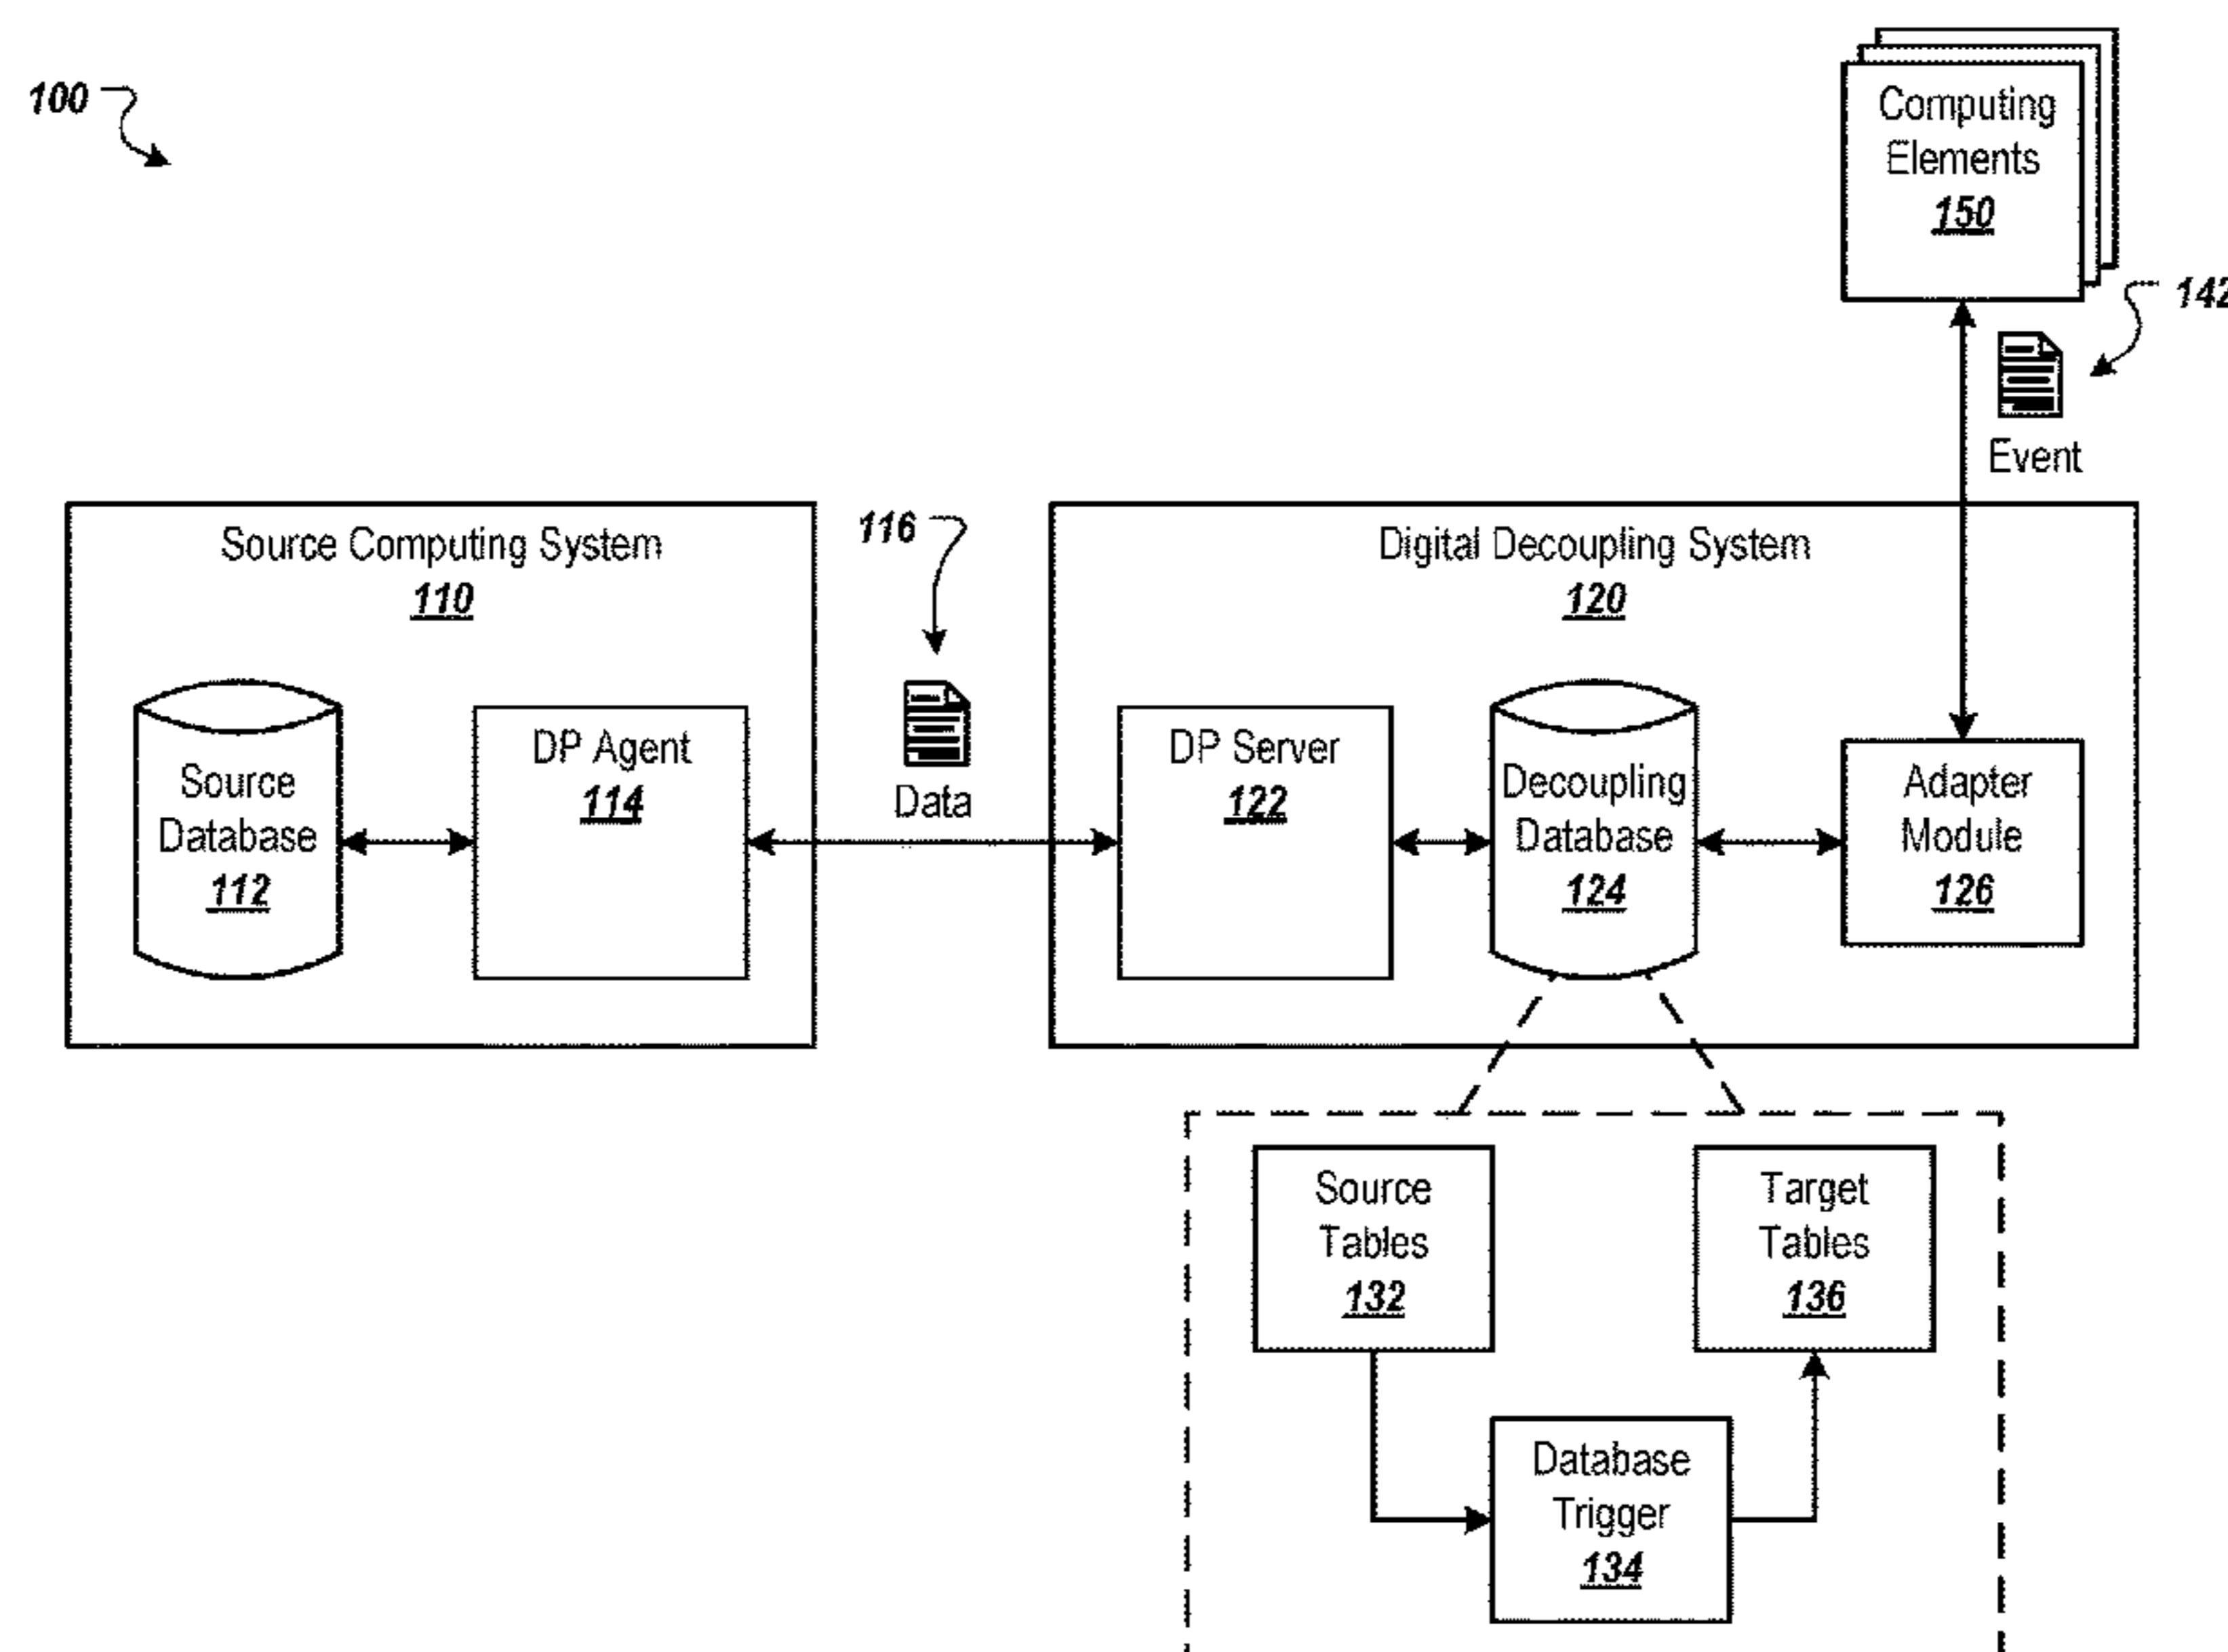 100
Computing
Elements
150
142
Event
Source Computing System
110
116
Digital Decoupling System
120
Source
Database
112
DP Agent
114
Data
DP Server
122
Decoupling
Database
124
Adapter
Module
126
Source
Tables
132
Target
Tables
136
Database
Trigger
134